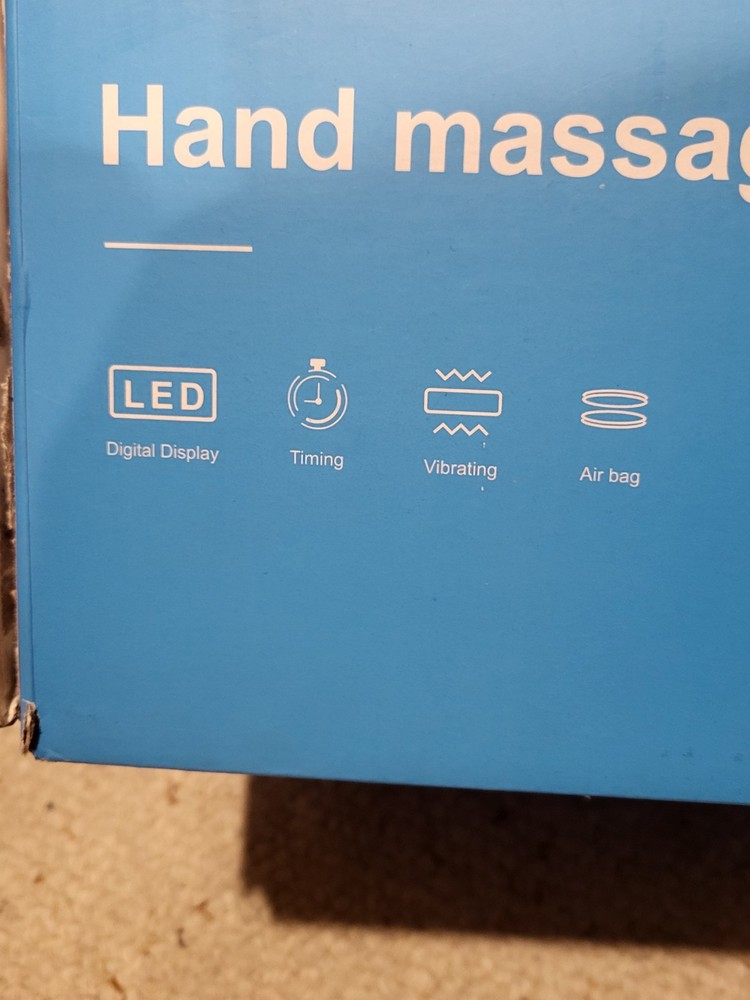 Hand massag
LED
Digital Display
Timing
Vibrating
Air bag